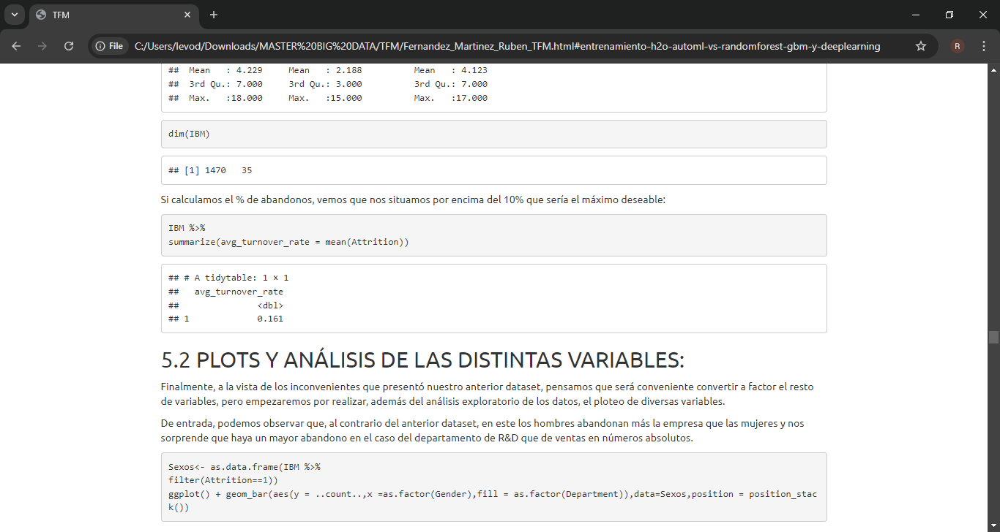 TFM
File
C:/Users/levod/Downloads/MASTER%20BIG%20DATA/TFM/Fernandez_Martinez_Ruben_TFM.html#entrenamiento-h2o-automl-vs-randomforest-gbm-y-deeplearning
R
##  Mean   : 4.229     Mean   : 2.188          Mean   : 4.123
##  3rd Qu.: 7.000     3rd Qu.: 3.000          3rd Qu.: 7.000
##  Max.   :18.000     Max.   :15.000          Max.   :17.000
dim(IBM)
## [1] 1470   35
Si calculamos el % de abandonos, vemos que nos situamos por encima del 10% que sería el máximo deseable:
IBM %>%
summarize(avg_turnover_rate = mean(Attrition))
## # A tidytable: 1 × 1
##   avg_turnover_rate
##               <dbl>
## 1             0.161
5.2 PLOTS Y ANÁLISIS DE LAS DISTINTAS VARIABLES:
Finalmente, a la vista de los inconvenientes que presentó nuestro anterior dataset, pensamos que será conveniente convertir a factor el resto
de variables, pero empezaremos por realizar, además del análisis exploratorio de los datos, el ploteo de diversas variables.
De entrada, podemos observar que, al contrario del anterior dataset, en este los hombres abandonan más la empresa que las mujeres y nos
sorprende que haya un mayor abandono en el caso del departamento de R&D que de ventas en números absolutos.
Sexos<- as.data.frame(IBM %>%
filter(Attrition==1))
ggplot() + geom_bar(aes(y = ..count..,x =as.factor(Gender),fill = as.factor(Department)),data=Sexos,position = position_stac
k())